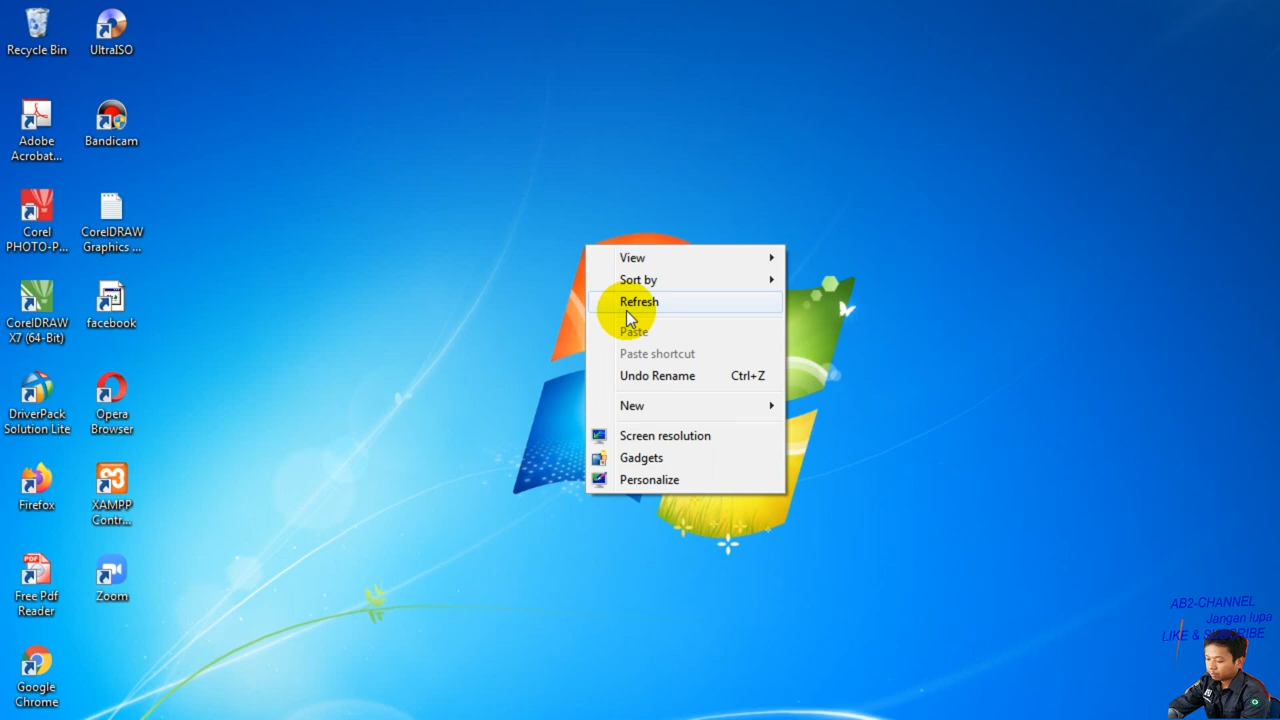 Recycle Bin
UltraISO
Adobe
Acrobat...
Bandicam
Corel
PHOTO-P...
CorelDRAW
Graphics ...
CorelDRAW
X7 (64-Bit)
facebook
DriverPack
Solution Lite
Opera
Browser
Firefox
XAMPP
Contr...
PDF
Free Pdf
Reader
Zoom
Google
Chrome
View
Sort by
Refresh
Paste
Paste shortcut
Undo Rename Ctrl+Z
New
Screen resolution
Gadgets
Personalize
AB2-CHANNEL
Jangan lupa
LIKE &